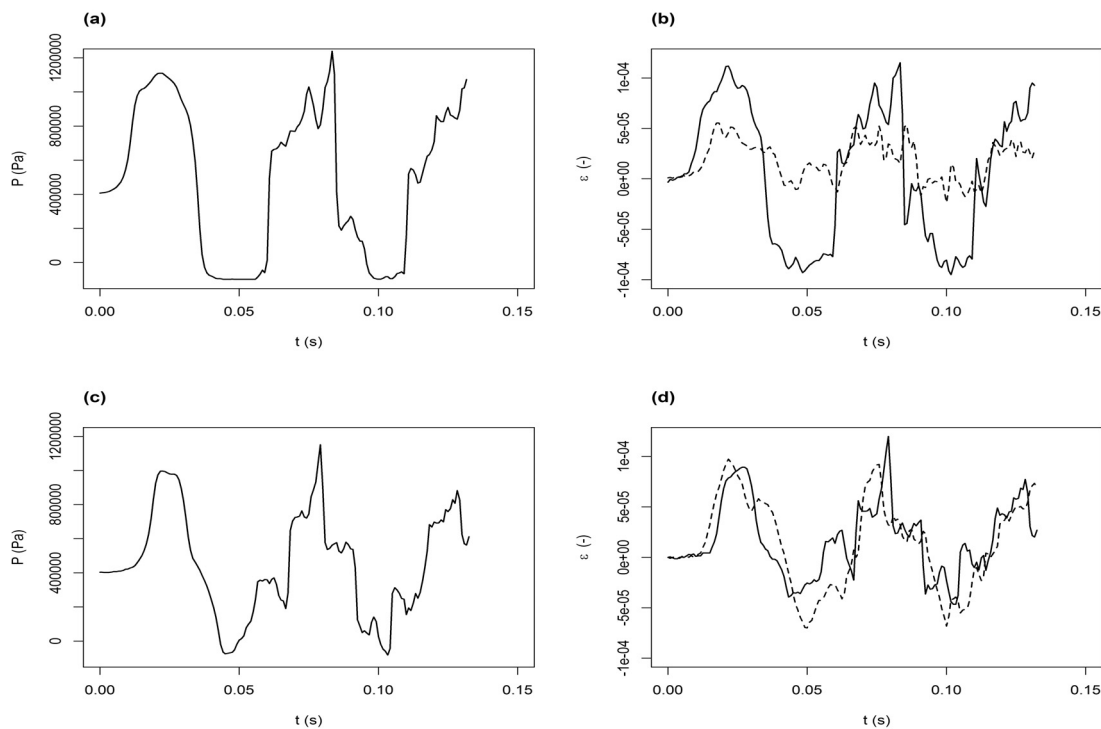 (a)
P (Pa)
1200000
800000
400000
0
0.00 0.05 0.10 0.15
t (s)
(b)
ε (-)
1e-04
5e-05
0e+00
-5e-05
-1e-04
0.00 0.05 0.10 0.15
t (s)
(c)
P (Pa)
1200000
800000
400000
0
0.00 0.05 0.10 0.15
t (s)
(d)
ε (-)
1e-04
5e-05
0e+00
-5e-05
-1e-04
0.00 0.05 0.10 0.15
t (s)